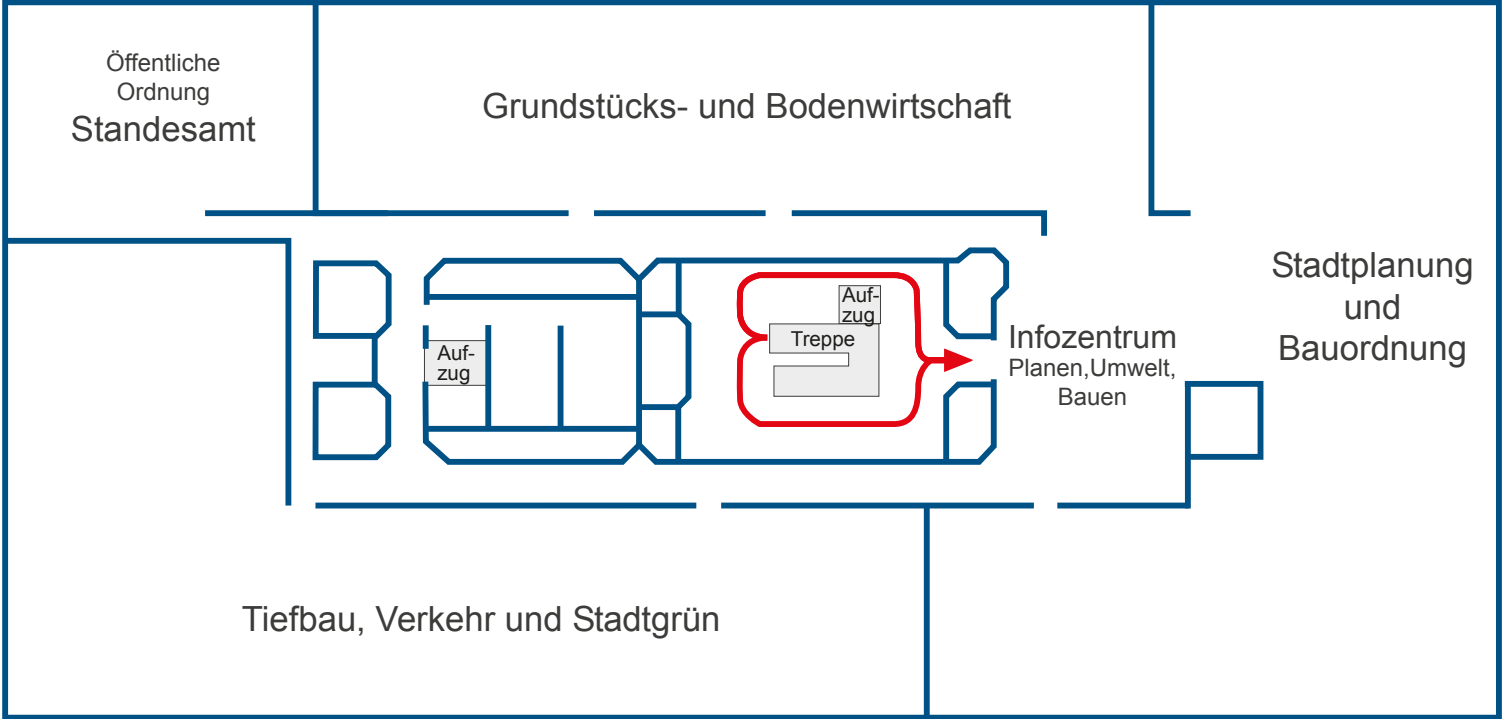 Öffentliche
Ordnung
Standesamt
Grundstücks- und Bodenwirtschaft
Stadtplanung
und
Bauordnung
Auf-
zug
Treppe
Auf-
zug
Infozentrum
Planen,Umwelt,
Bauen
Tiefbau, Verkehr und Stadtgrün